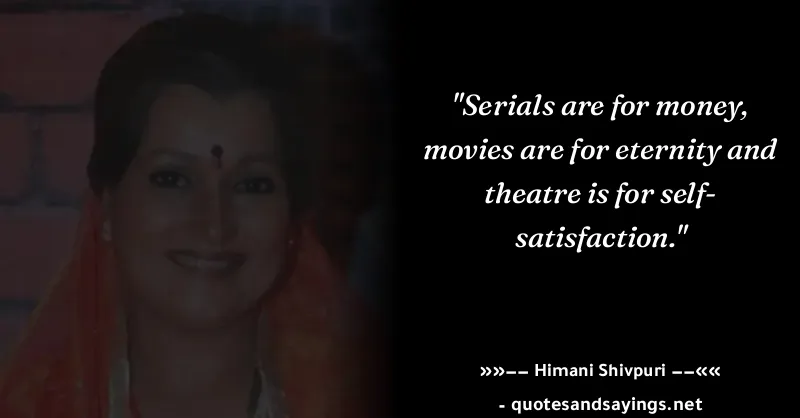 "Serials are for money,
movies are for eternity and
theatre is for self-
satisfaction."
»»−− Himani Shivpuri −−««
- quotesandsayings.net